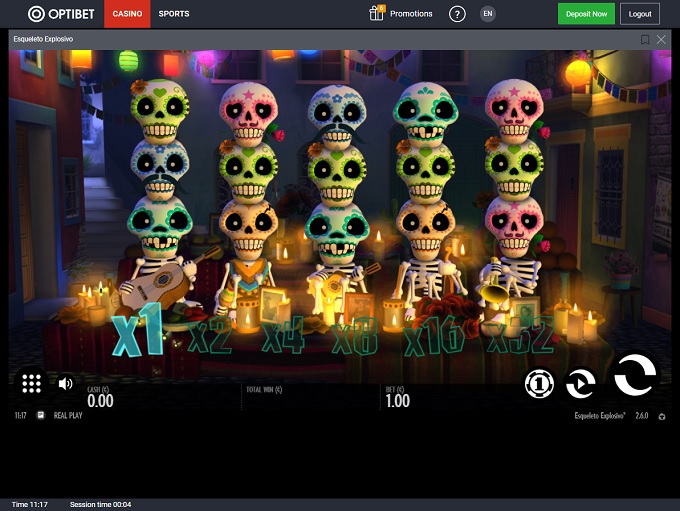 OPTIBET CASINO SPORTS 6 Promotions ? EN Deposit Now Logout
Esqueleto Explosivo
x1 x2 x4 x8 x16 x32
CASH (€) TOTAL WIN (€) BET (€)
0.00 1.00
1
11:17 REAL PLAY Esqueleto Explosivo® 2.6.0
Time 11:17 Session time 00:04